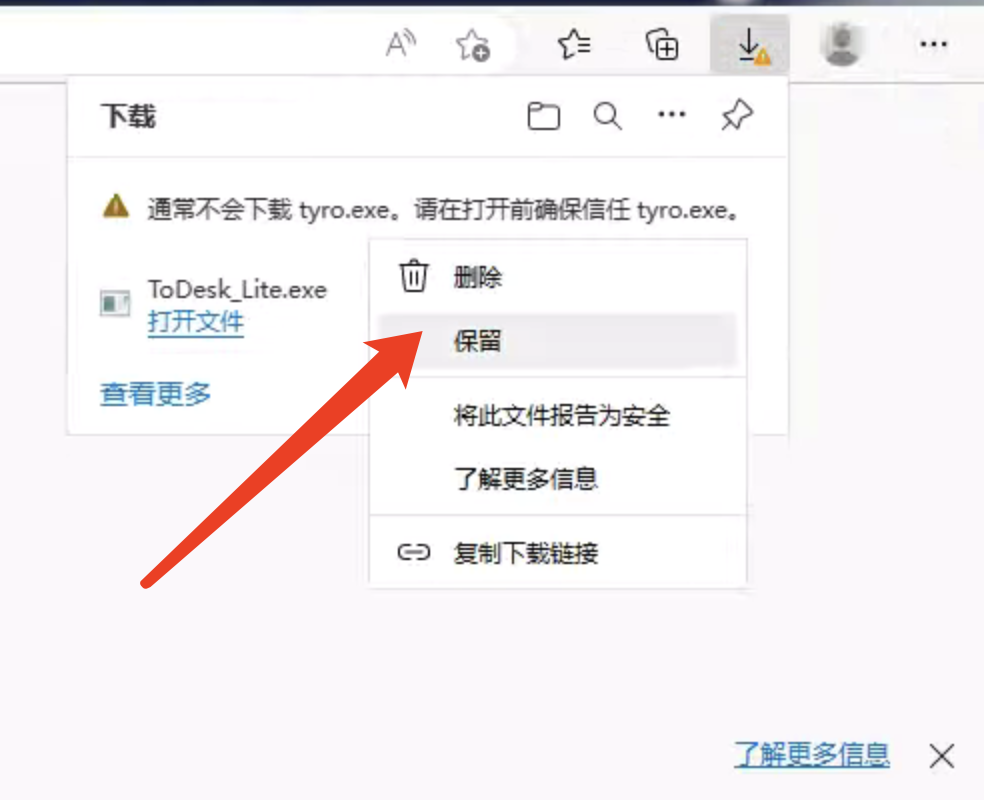 下载
通常不会下载 tyro.exe。请在打开前确保信任 tyro.exe。
ToDesk_Lite.exe
打开文件
查看更多
删除
保留
将此文件报告为安全
了解更多信息
复制下载链接
了解更多信息